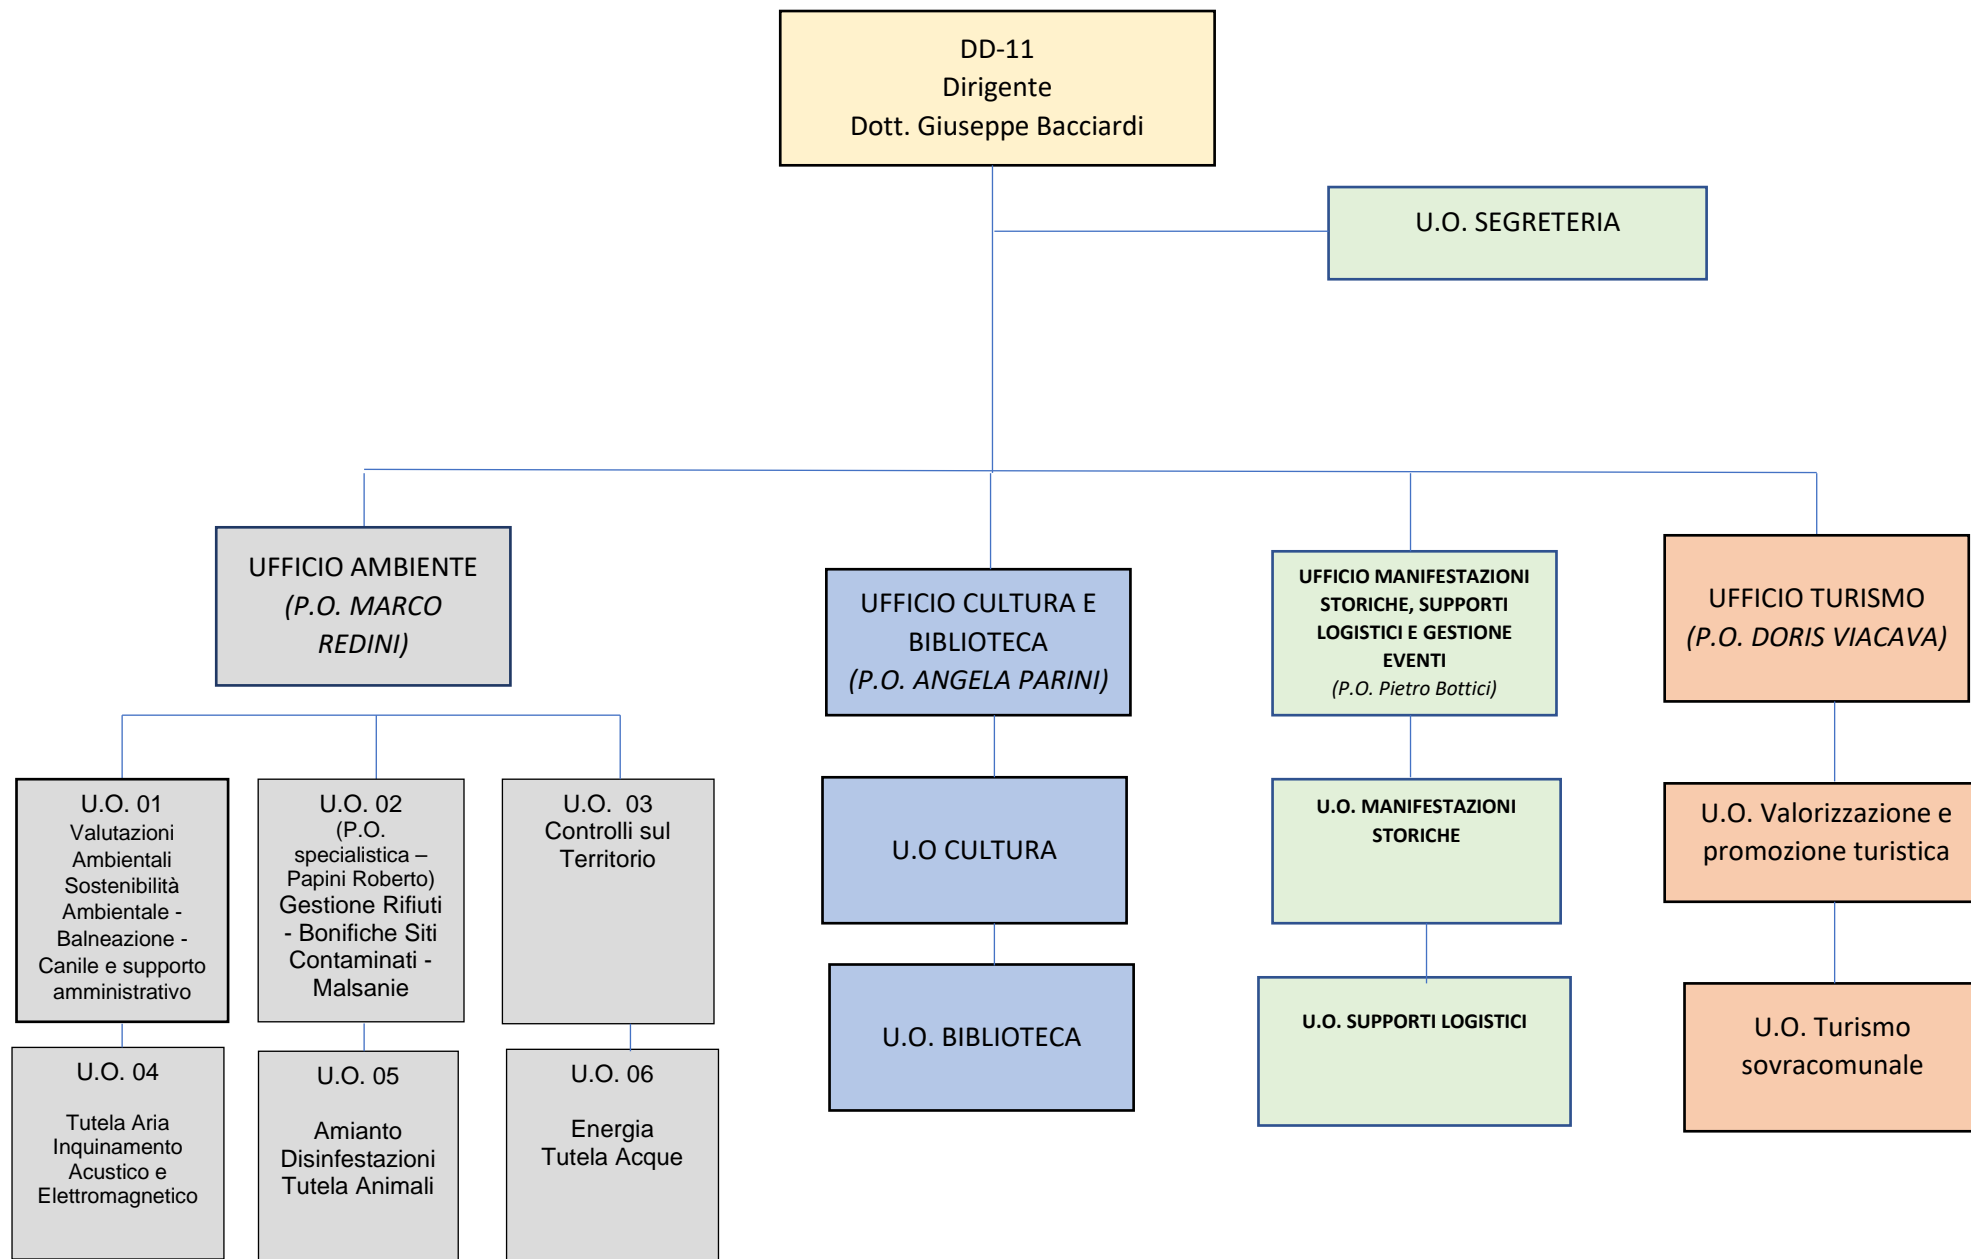 DD-11
Dirigente
Dott. Giuseppe Bacciardi
U.O. SEGRETERIA
UFFICIO AMBIENTE
(P.O. MARCO
REDINI)
UFFICIO CULTURA E
BIBLIOTECA
(P.O. ANGELA PARINI)
UFFICIO MANIFESTAZIONI
STORICHE, SUPPORTI
LOGISTICI E GESTIONE
EVENTI
(P.O. Pietro Bottici)
UFFICIO TURISMO
(P.O. DORIS VIACAVA)
U.O. 01
Valutazioni
Ambientali
Sostenibilità
Ambientale -
Balneazione -
Canile e supporto
amministrativo
U.O. 02
(P.O.
specialistica –
Papini Roberto)
Gestione Rifiuti
- Bonifiche Siti
Contaminati -
Malsanie
U.O. 03
Controlli sul
Territorio
U.O CULTURA
U.O. MANIFESTAZIONI
STORICHE
U.O. Valorizzazione e
promozione turistica
U.O. 04
Tutela Aria
Inquinamento
Acustico e
Elettromagnetico
U.O. 05
Amianto
Disinfestazioni
Tutela Animali
U.O. 06
Energia
Tutela Acque
U.O. BIBLIOTECA
U.O. SUPPORTI LOGISTICI
U.O. Turismo
sovracomunale